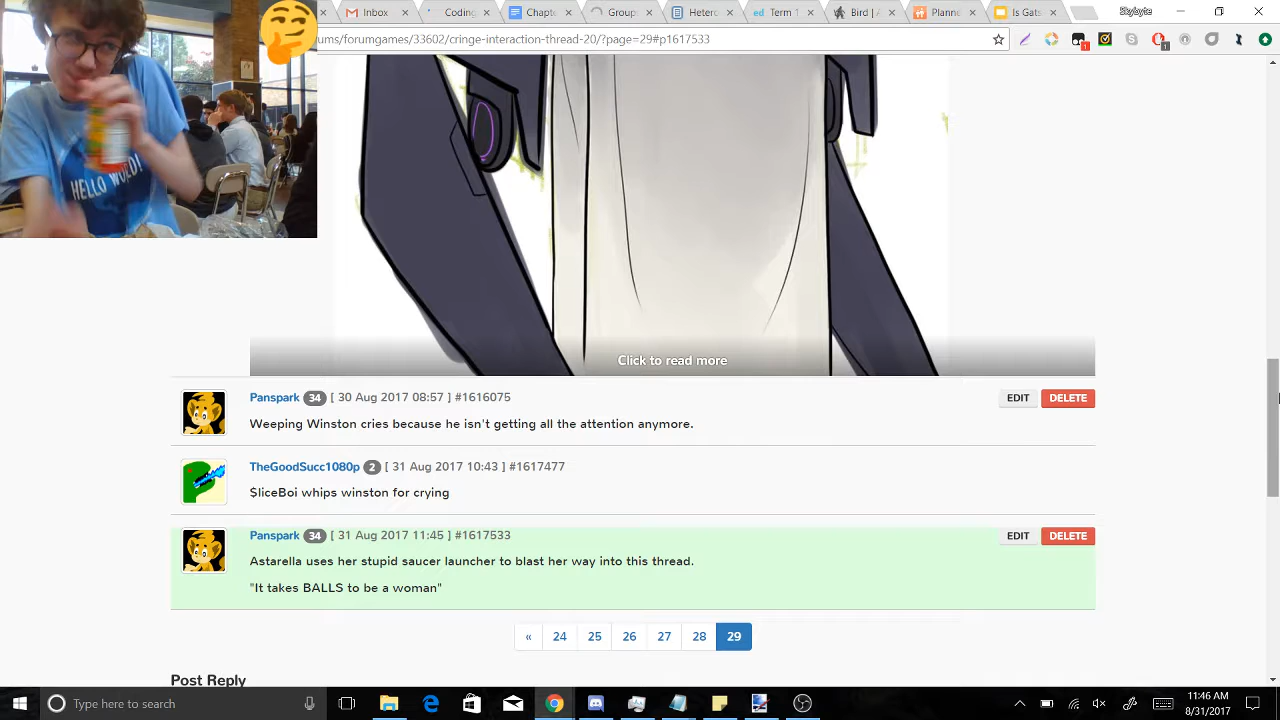 Inbox
Coding
Chapte
Group:
Hetero
ed Term 1
Bird | A
Planne
Is Gats
Skylayte
ums/forumgames/33602/cringe-interaction-thread-20/?page=29#p1617533
HELLO WORLD!
Click to read more
Panspark 34 [ 30 Aug 2017 08:57 ] #1616075
EDIT DELETE
Weeping Winston cries because he isn't getting all the attention anymore.
TheGoodSucc1080p 2 [ 31 Aug 2017 10:43 ] #1617477
$liceBoi whips winston for crying
Panspark 34 [ 31 Aug 2017 11:45 ] #1617533
EDIT DELETE
Astarella uses her stupid saucer launcher to blast her way into this thread.
"It takes BALLS to be a woman"
« 24 25 26 27 28 29
Post Reply
Type here to search
11:46 AM
8/31/2017